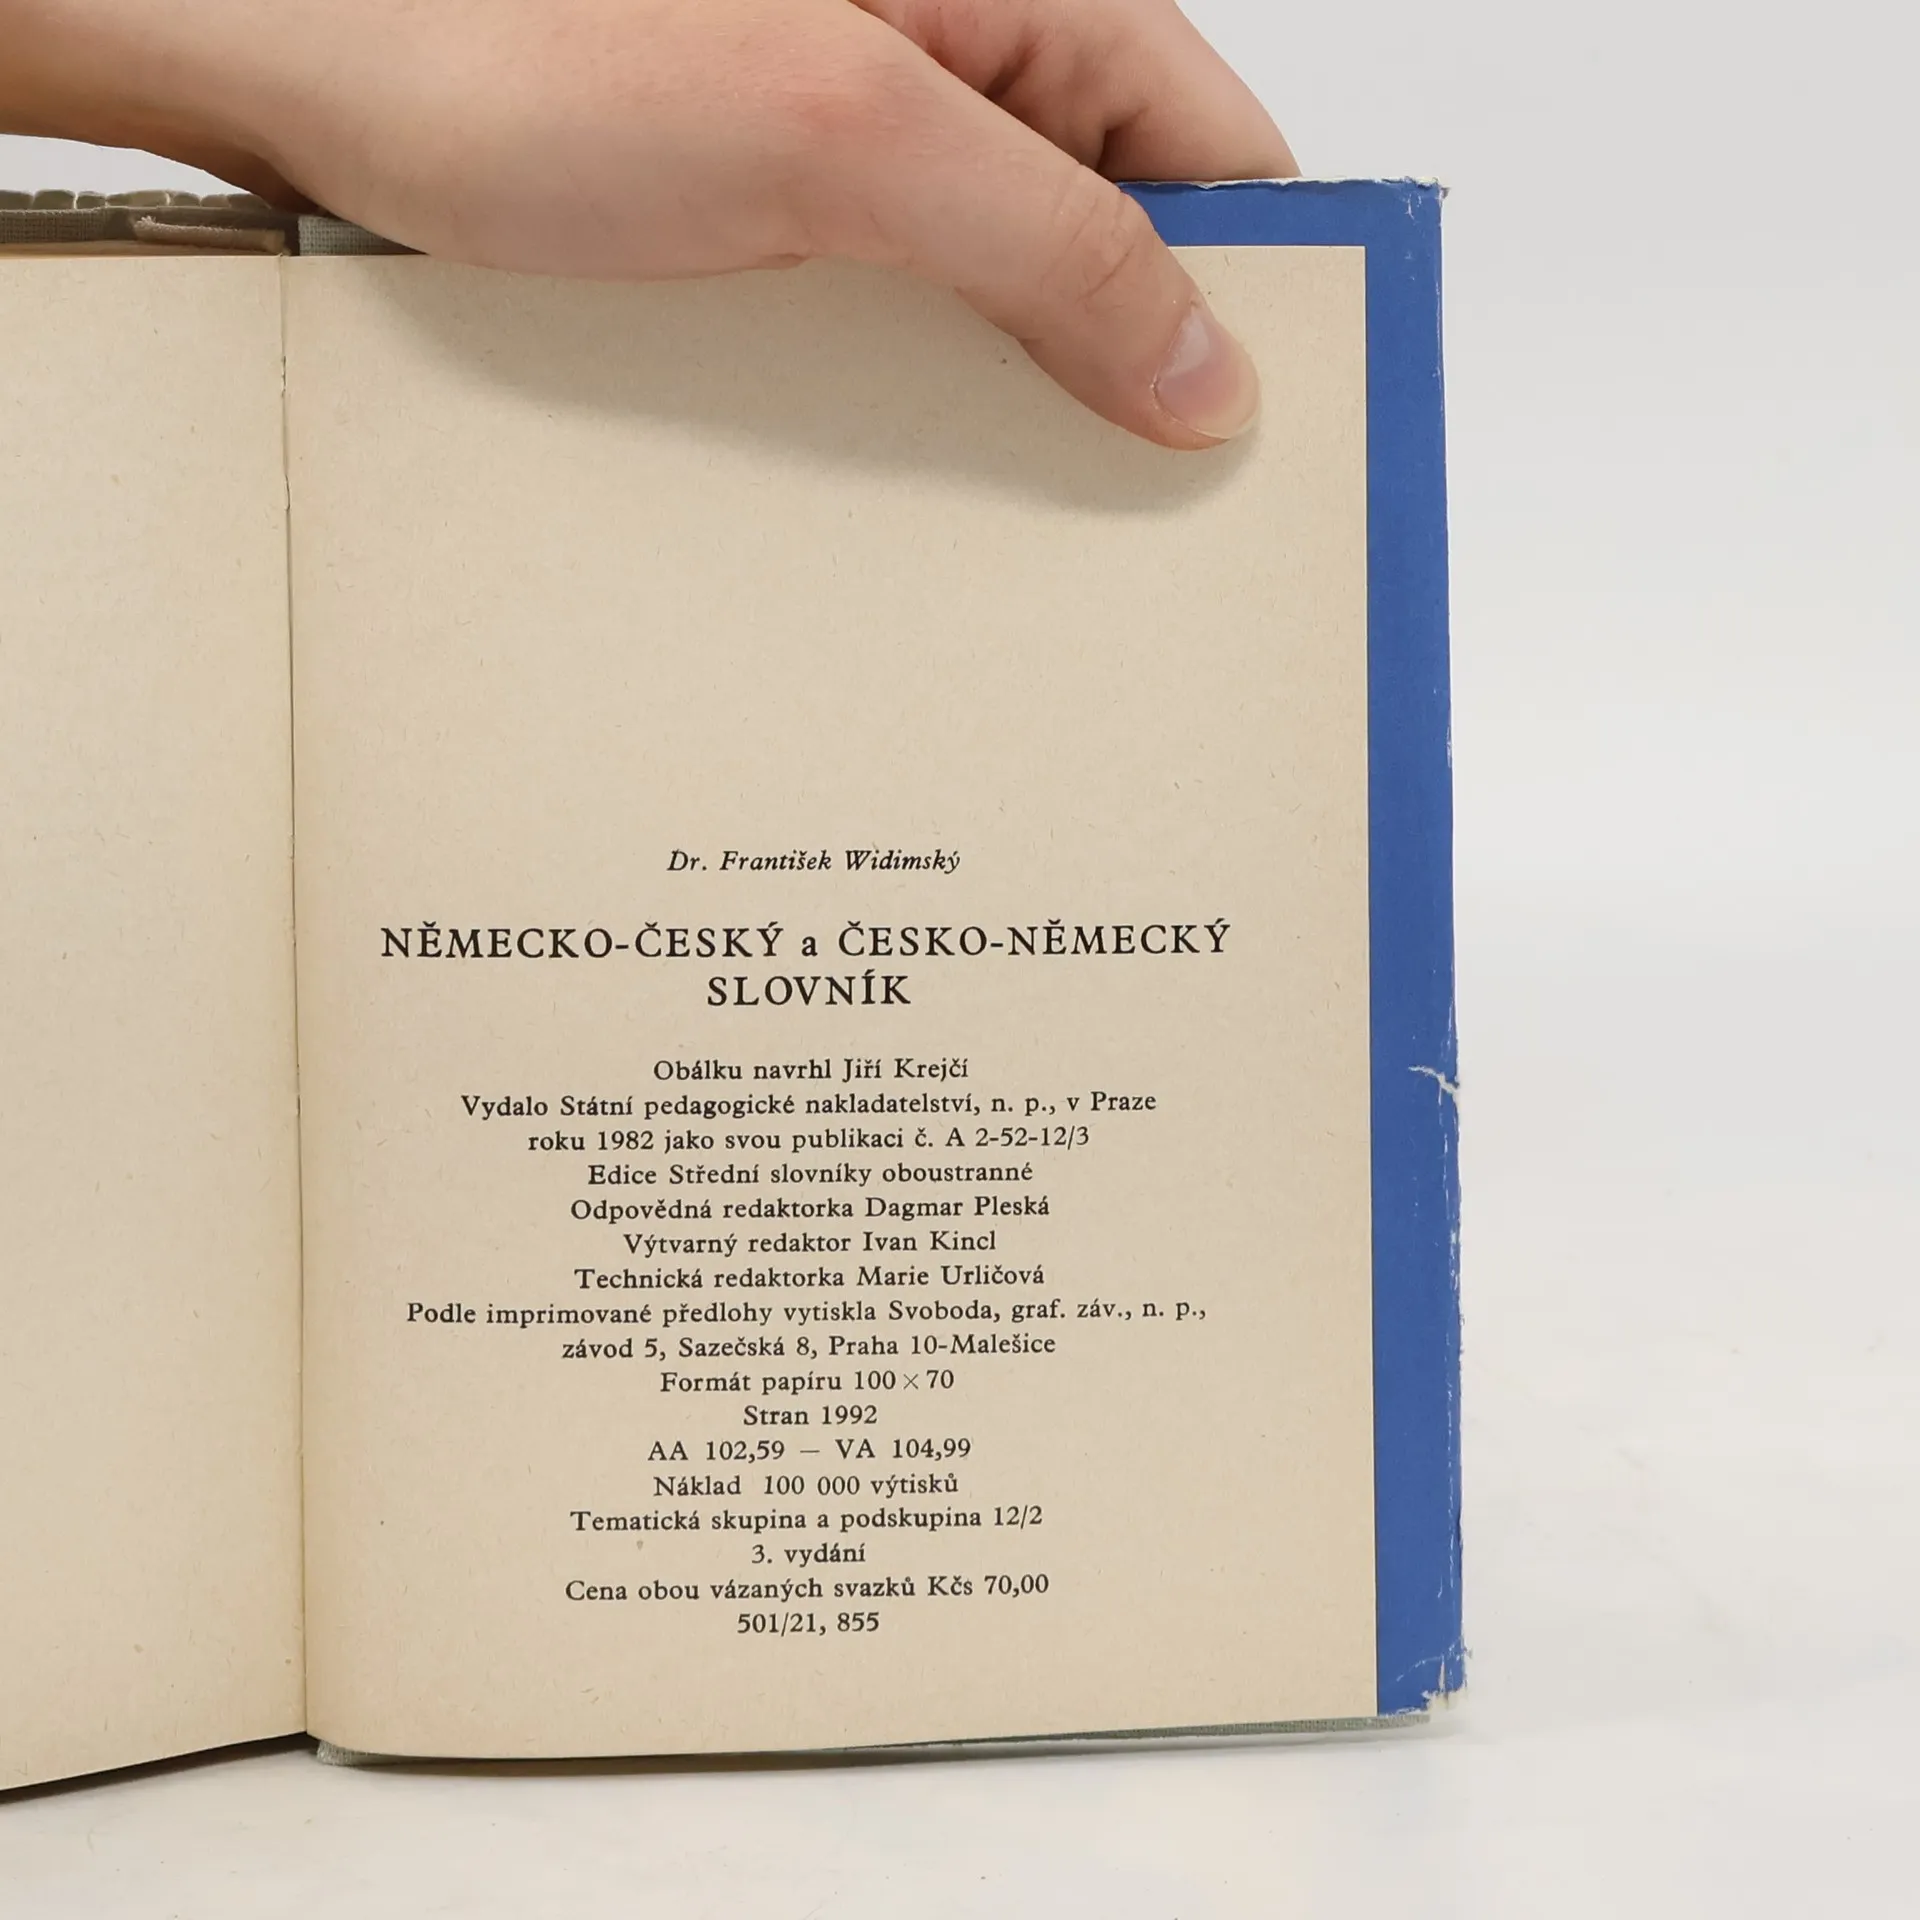 Dr. František Widimský
NĚMECKO-ČESKÝ a ČESKO-NĚMECKÝ
SLOVNÍK
Obálku navrhl Jiří Krejčí
Vydalo Státní pedagogické nakladatelství, n. p., v Praze
roku 1982 jako svou publikaci č. A 2-52-12/3
Edice Střední slovníky oboustranné
Odpovědná redaktorka Dagmar Pleská
Výtvarný redaktor Ivan Kincl
Technická redaktorka Marie Urličová
Podle imprimované předlohy vytiskla Svoboda, graf. záv., n. p.,
závod 5, Sazečská 8, Praha 10-Malešice
Formát papíru 100 × 70
Stran 1992
AA 102,59 — VA 104,99
Náklad 100 000 výtisků
Tematická skupina a podskupina 12/2
3. vydání
Cena obou vázaných svazků Kčs 70,00
501/21, 855